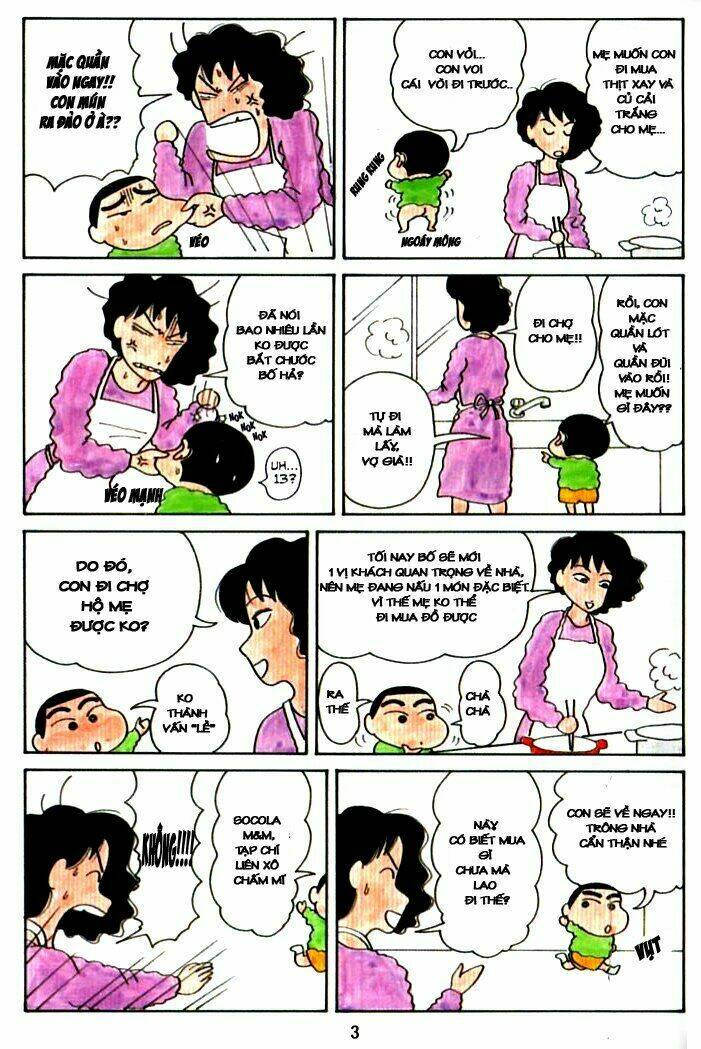 MẸ MUỐN CON
ĐI MUA
THỊT XAY VÀ
CỦ CẢI
TRẮNG
CHO MẸ...
CON VỎI...
CON VOI
CÁI VÒI ĐI TRƯỚC..
RUNG RUNG
NGOÁY MÔNG
MẶC QUẦN
VÀO NGAY!!
CON MÚN
RA ĐẢO Ở À??
VÉO
RỒI, CON
MẶC
QUẦN LÓT
VÀ
QUẦN ĐÙI
VÀO RỒI!
MẸ MUỐN
GÌ ĐÂY??
ĐI CHỢ
CHO MẸ!!
TỰ ĐI
MÀ LÀM
LẤY,
VỢ GIÀ!!
ĐÃ NÓI
BAO NHIÊU LẦN
KO ĐƯỢC
BẮT CHƯỚC
BỐ HẢ?
NOK
NOK
NOK
UH...
13?
VÉO MẠNH
TỐI NAY BỐ SẼ MỜI
1 VỊ KHÁCH QUAN TRỌNG VỀ NHÀ,
NÊN MẸ ĐANG NẤU 1 MÓN ĐẶC BIỆT.
VÌ THẾ MẸ KO THỂ
ĐI MUA ĐỒ ĐƯỢC
CHÀ
CHÀ
RA
THẾ
DO ĐÓ,
CON ĐI CHỢ
HỘ MẸ
ĐƯỢC KO?
KO
THÀNH
VẤN "LỀ"
CON SẼ VỀ NGAY!!
TRÔNG NHÀ
CẨN THẬN NHÉ
VỤT
NÀY,
CÓ BIẾT MUA
GÌ
CHƯA MÀ
LAO
ĐI THẾ?
SOCOLA
M&M,
TẠP CHÍ
LIÊN XÔ
CHẤM MĨ
KHÔNG!!!!
3